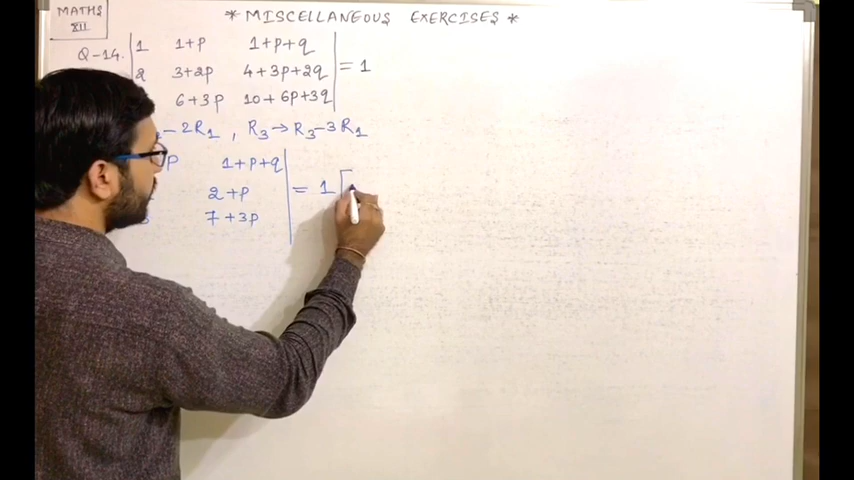 MATHS
XII
*MISCELLANEOUS EXERCISES*
Q-14. 1 1+p 1+p+q
2 3+2p 4+3p+2q = 1
6+3p 10+6p+3q
-2R1 , R3→R3-3R1
p 1+p+q
2+p = 1[
7+3p